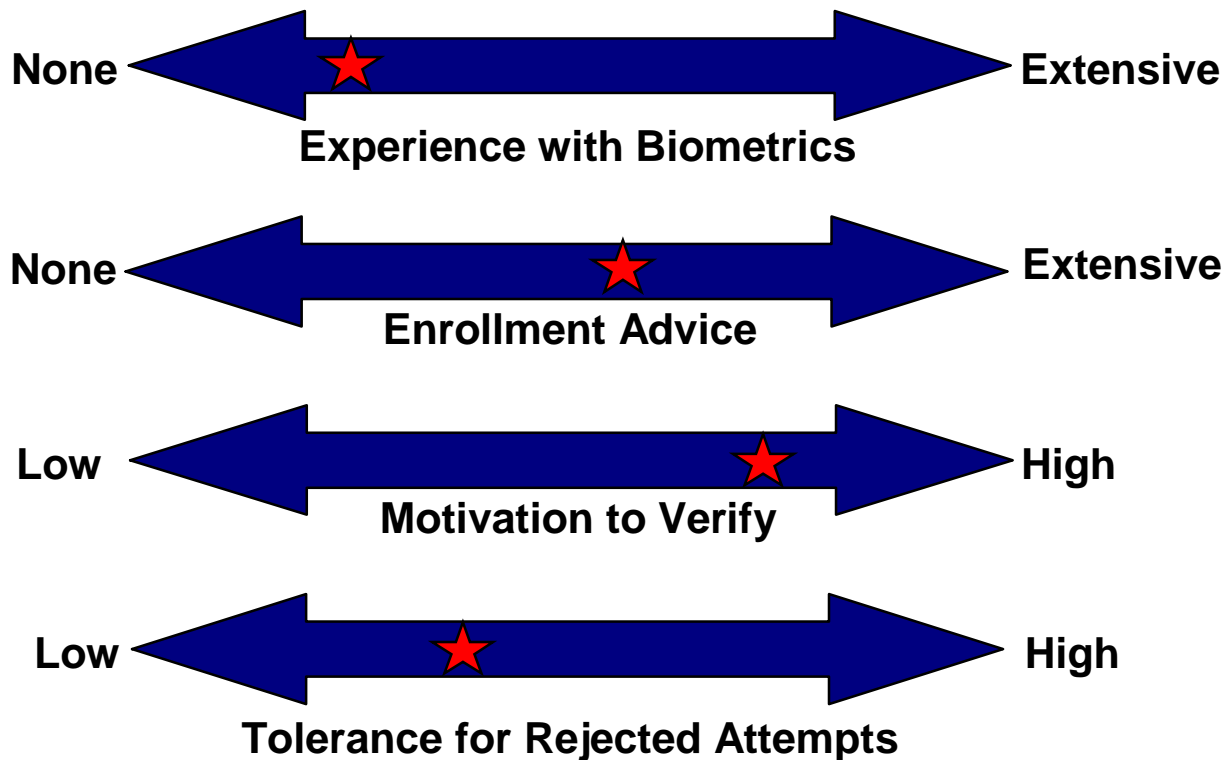 None
Extensive
Experience with Biometrics
None
Extensive
Enrollment Advice
Low
High
Motivation to Verify
Low
High
Tolerance for Rejected Attempts